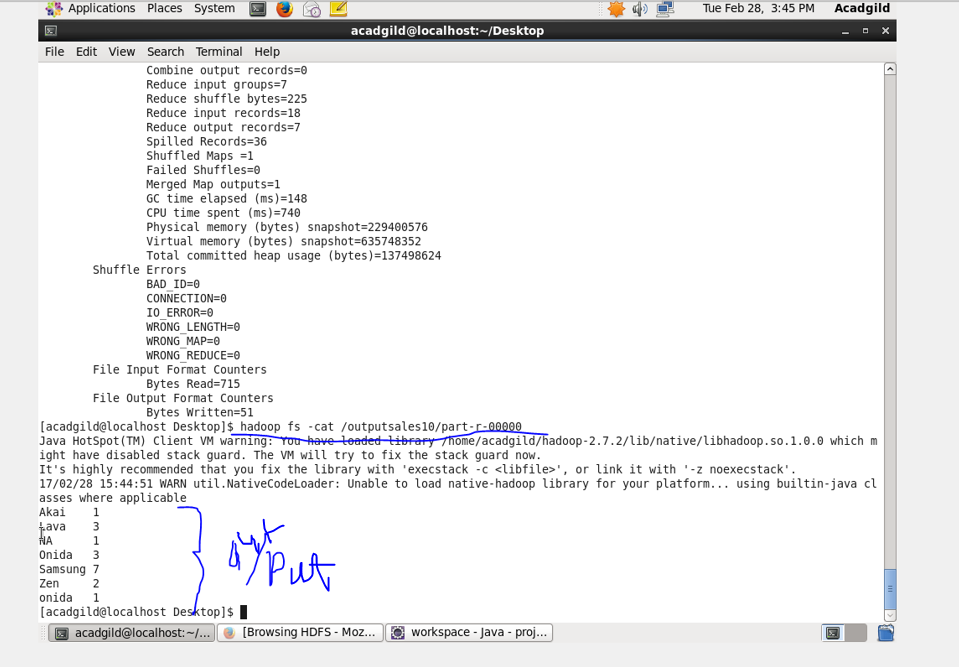 Applications Places System Tue Feb 28, 3:45 PM Acadgild
acadgild@localhost:~/Desktop
File Edit View Search Terminal Help
Combine output records=0
Reduce input groups=7
Reduce shuffle bytes=225
Reduce input records=18
Reduce output records=7
Spilled Records=36
Shuffled Maps =1
Failed Shuffles=0
Merged Map outputs=1
GC time elapsed (ms)=148
CPU time spent (ms)=740
Physical memory (bytes) snapshot=229400576
Virtual memory (bytes) snapshot=635748352
Total committed heap usage (bytes)=137498624
Shuffle Errors
BAD_ID=0
CONNECTION=0
IO_ERROR=0
WRONG_LENGTH=0
WRONG_MAP=0
WRONG_REDUCE=0
File Input Format Counters
Bytes Read=715
File Output Format Counters
Bytes Written=51
[acadgild@localhost Desktop]$ hadoop fs -cat /outputsales10/part-r-00000
Java HotSpot(TM) Client VM warning: You have loaded library /home/acadgild/hadoop-2.7.2/lib/native/libhadoop.so.1.0.0 which m
ight have disabled stack guard. The VM will try to fix the stack guard now.
It's highly recommended that you fix the library with 'execstack -c <libfile>', or link it with '-z noexecstack'.
17/02/28 15:44:51 WARN util.NativeCodeLoader: Unable to load native-hadoop library for your platform... using builtin-java cl
asses where applicable
Akai 1
Lava 3
NA 1
Onida 3
Samsung 7
Zen 2
onida 1
out
put
[acadgild@localhost Desktop]$
acadgild@localhost:~/... [Browsing HDFS - Moz... workspace - Java - proj...